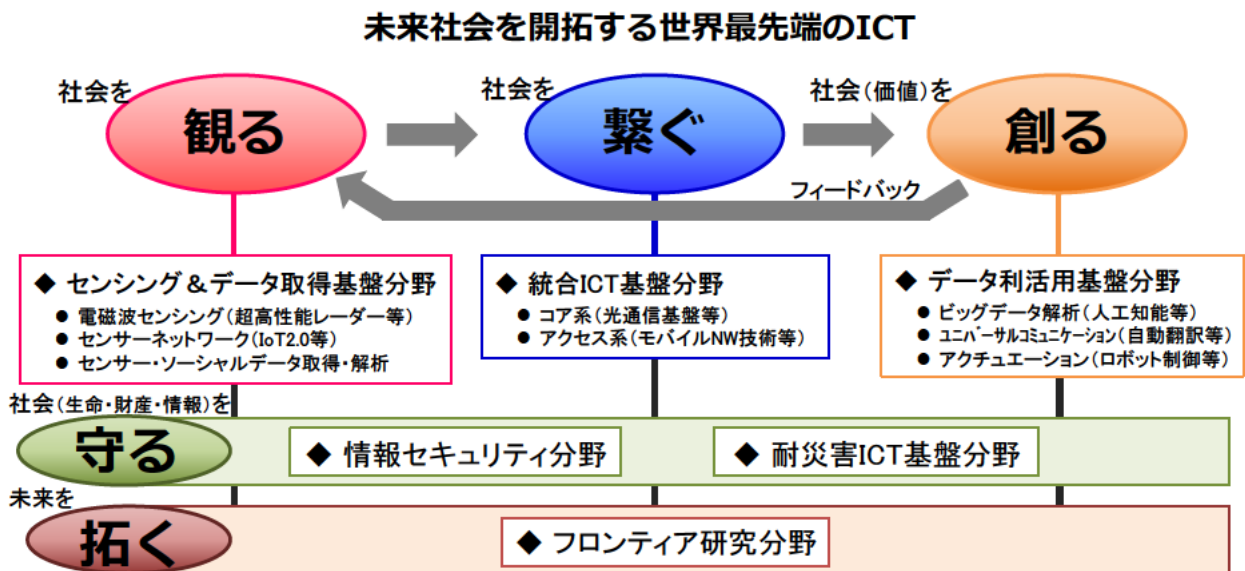 未来社会を開拓する世界最先端のICT
社会を
観る
社会を
繋ぐ
社会(価値)を
創る
フィードバック
◆ センシング＆データ取得基盤分野
● 電磁波センシング(超高性能レーダー等)
● センサーネットワーク(IoT2.0等)
● センサー・ソーシャルデータ取得・解析
◆ 統合ICT基盤分野
● コア系(光通信基盤等)
● アクセス系(モバイルNW技術等)
◆ データ利活用基盤分野
● ビッグデータ解析(人工知能等)
● ユニバーサルコミュニケーション(自動翻訳等)
● アクチュエーション(ロボット制御等)
社会(生命・財産・情報)を
守る
◆ 情報セキュリティ分野
◆ 耐災害ICT基盤分野
未来を
拓く
◆ フロンティア研究分野